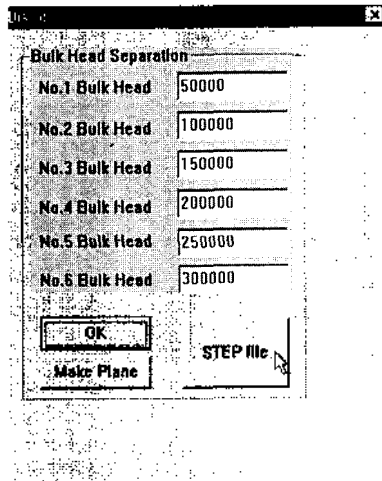 Bulk Head Separation
No.1 Bulk Head 50000
No.2 Bulk Head 100000
No.3 Bulk Head 150000
No.4 Bulk Head 200000
No.5 Bulk Head 250000
No.6 Bulk Head 300000
OK
STEP file
Make Plane